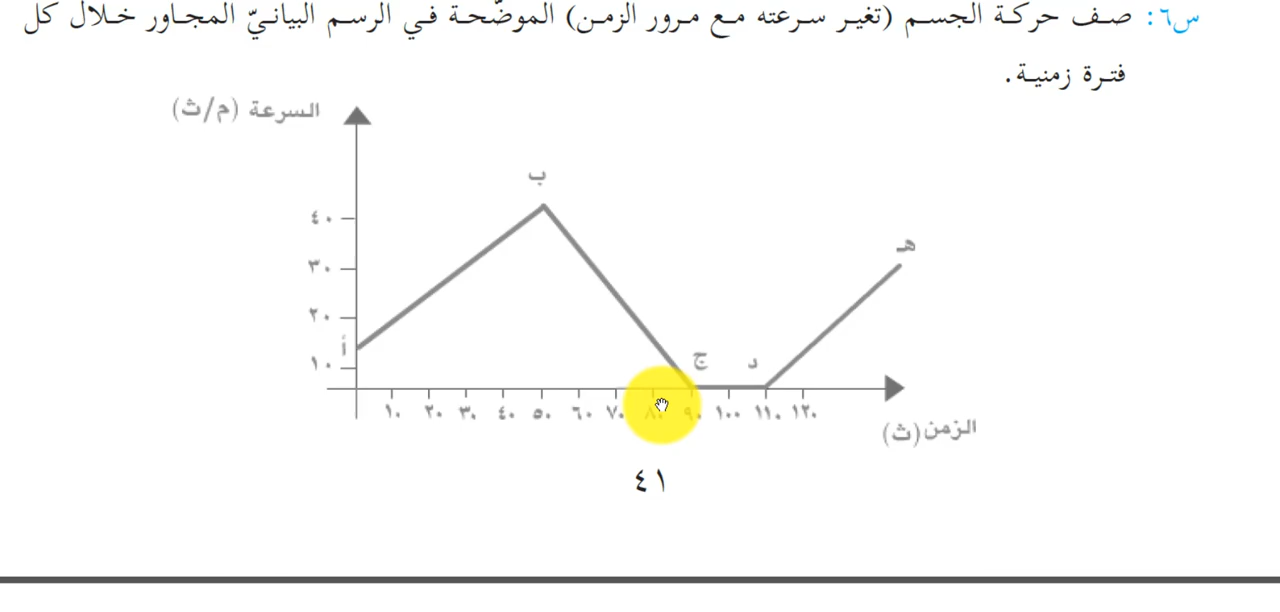 س٦: صف حركة الجسم (تغير سرعته مع مرور الزمن) الموضّحة في الرسم البيانيّ المجاور خلال كل
فترة زمنية.
السرعة (م/ث)
ب
٤٠
هـ
٣٠
٢٠
أ
١٠
ج
د
١٠ ٢٠ ٣٠ ٤٠ ٥٠ ٦٠ ٧٠ ٨٠ ٩٠ ١٠٠ ١١٠ ١٢٠
الزمن (ث)
٤١